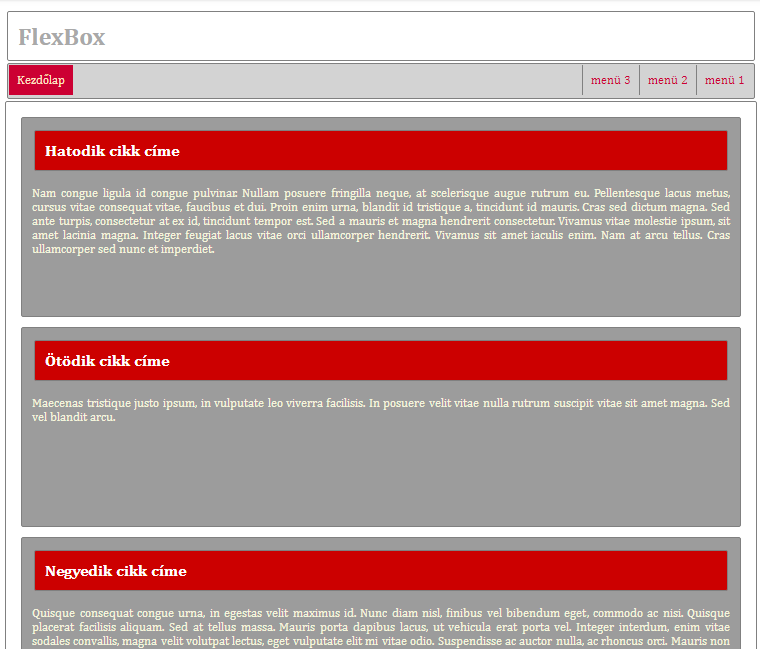 FlexBox
Kezdőlap menü 3 menü 2 menü 1
Hatodik cikk címe
Nam congue ligula id congue pulvinar. Nullam posuere fringilla neque, at scelerisque augue rutrum eu. Pellentesque lacus metus,
cursus vitae consequat vitae, faucibus et dui. Proin enim urna, blandit id tristique a, tincidunt id mauris. Cras sed dictum magna. Sed
ante turpis, consectetur at ex id, tincidunt tempor est. Sed a mauris et magna hendrerit consectetur. Vivamus vitae molestie ipsum, sit
amet lacinia magna. Integer feugiat lacus vitae orci ullamcorper hendrerit. Vivamus sit amet iaculis enim. Nam at arcu tellus. Cras
ullamcorper sed nunc et imperdiet.
Ötödik cikk címe
Maecenas tristique justo ipsum, in vulputate leo viverra facilisis. In posuere velit vitae nulla rutrum suscipit vitae sit amet magna. Sed
vel blandit arcu.
Negyedik cikk címe
Quisque consequat congue urna, in egestas velit maximus id. Nunc diam nisl, finibus vel bibendum eget, commodo ac nisi. Quisque
placerat facilisis aliquam. Sed at tellus massa. Mauris porta dapibus lacus, ut vehicula erat porta vel. Integer interdum, enim vitae
sodales convallis, magna velit volutpat lectus, eget vulputate elit mi vitae odio. Suspendisse ac auctor nulla, ac rhoncus orci. Mauris non